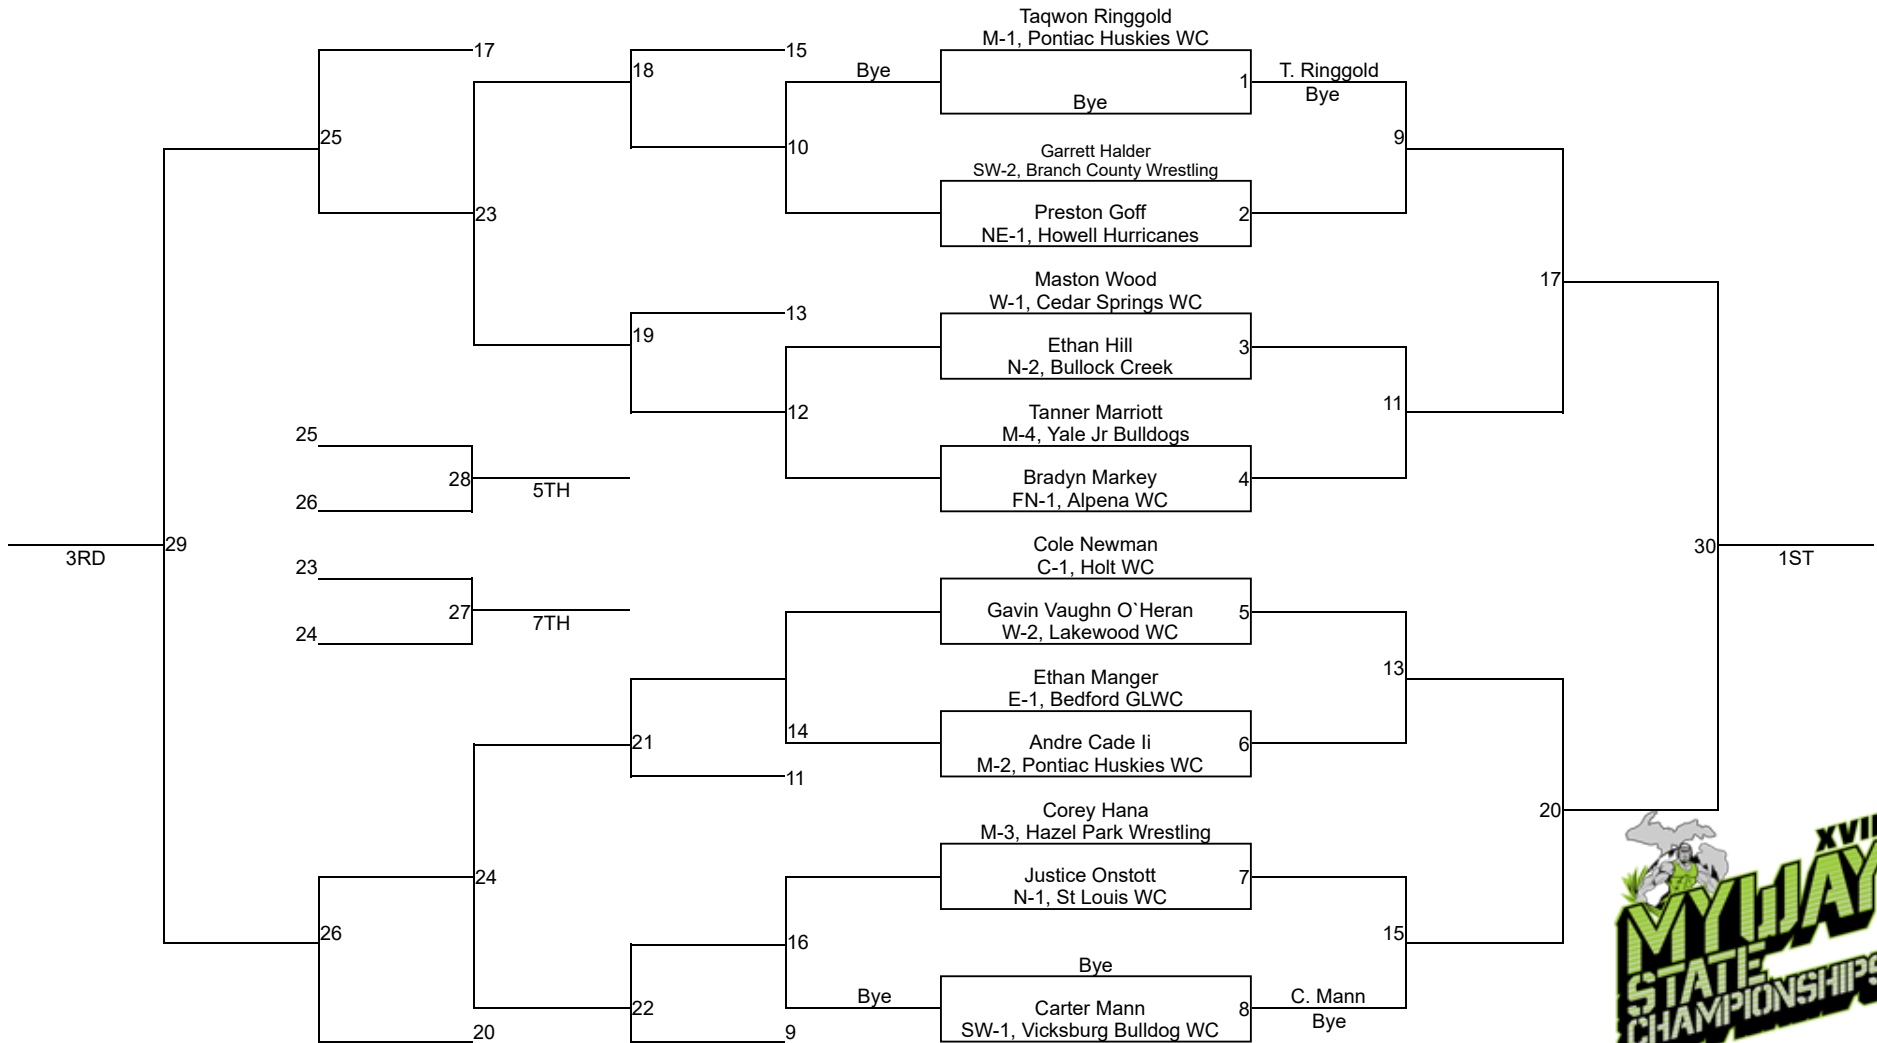 Taqwon Ringgold
M-1, Pontiac Huskies WC
17
15
18
Bye
1
T. Ringgold
Bye
Bye
25
10
9
Garrett Halder
SW-2, Branch County Wrestling
23
Preston Goff
2
NE-1, Howell Hurricanes
Maston Wood
17
W-1, Cedar Springs WC
13
19
Ethan Hill
3
N-2, Bullock Creek
12
Tanner Marriott
11
M-4, Yale Jr Bulldogs
25
28
5TH
Bradyn Markey
4
26
FN-1, Alpena WC
29
3RD
Cole Newman
C-1, Holt WC
30
1ST
23
27
7TH
Gavin Vaughn O`Heran
5
24
W-2, Lakewood WC
13
Ethan Manger
E-1, Bedford GLWC
14
21
Andre Cade Ii
6
M-2, Pontiac Huskies WC
11
Corey Hana
20
M-3, Hazel Park Wrestling
24
Justice Onstott
7
N-1, St Louis WC
26
16
15
Bye
Bye
22
Carter Mann
8
C. Mann
SW-1, Vicksburg Bulldog WC
Bye
20
9
MYWAY
STATE
CHAMPIONSHIPS